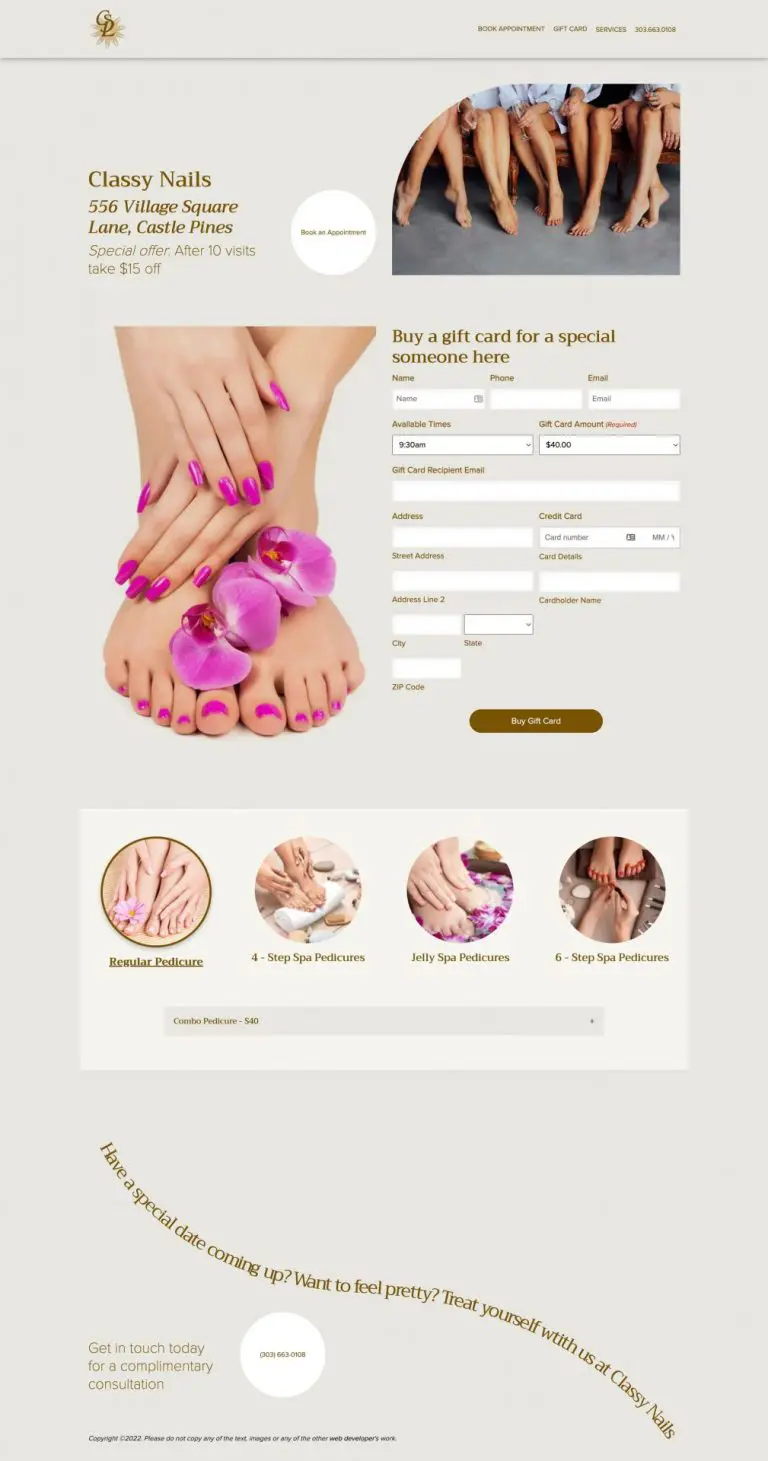 BOOK APPOINTMENT GIFT CARD SERVICES 303.663.0108
Classy Nails
556 Village Square
Lane, Castle Pines
Special offer: After 10 visits
take $15 off
Book an Appointment
Buy a gift card for a special
someone here
Name Phone Email
Name Email
Available Times Gift Card Amount (Required)
9:30am $40.00
Gift Card Recipient Email
Address Credit Card
Card number MM / Y
Street Address Card Details
Address Line 2 Cardholder Name
City State
ZIP Code
Buy Gift Card
Regular Pedicure 4 - Step Spa Pedicures Jelly Spa Pedicures 6 - Step Spa Pedicures
Combo Pedicure - $40 +
Have a special date coming up? Want to feel pretty? Treat yourself wtith us at Classy Nails
Get in touch today
for a complimentary
consultation
(303) 663-0108
Copyright ©2022. Please do not copy any of the text, images or any of the other web developer's work.